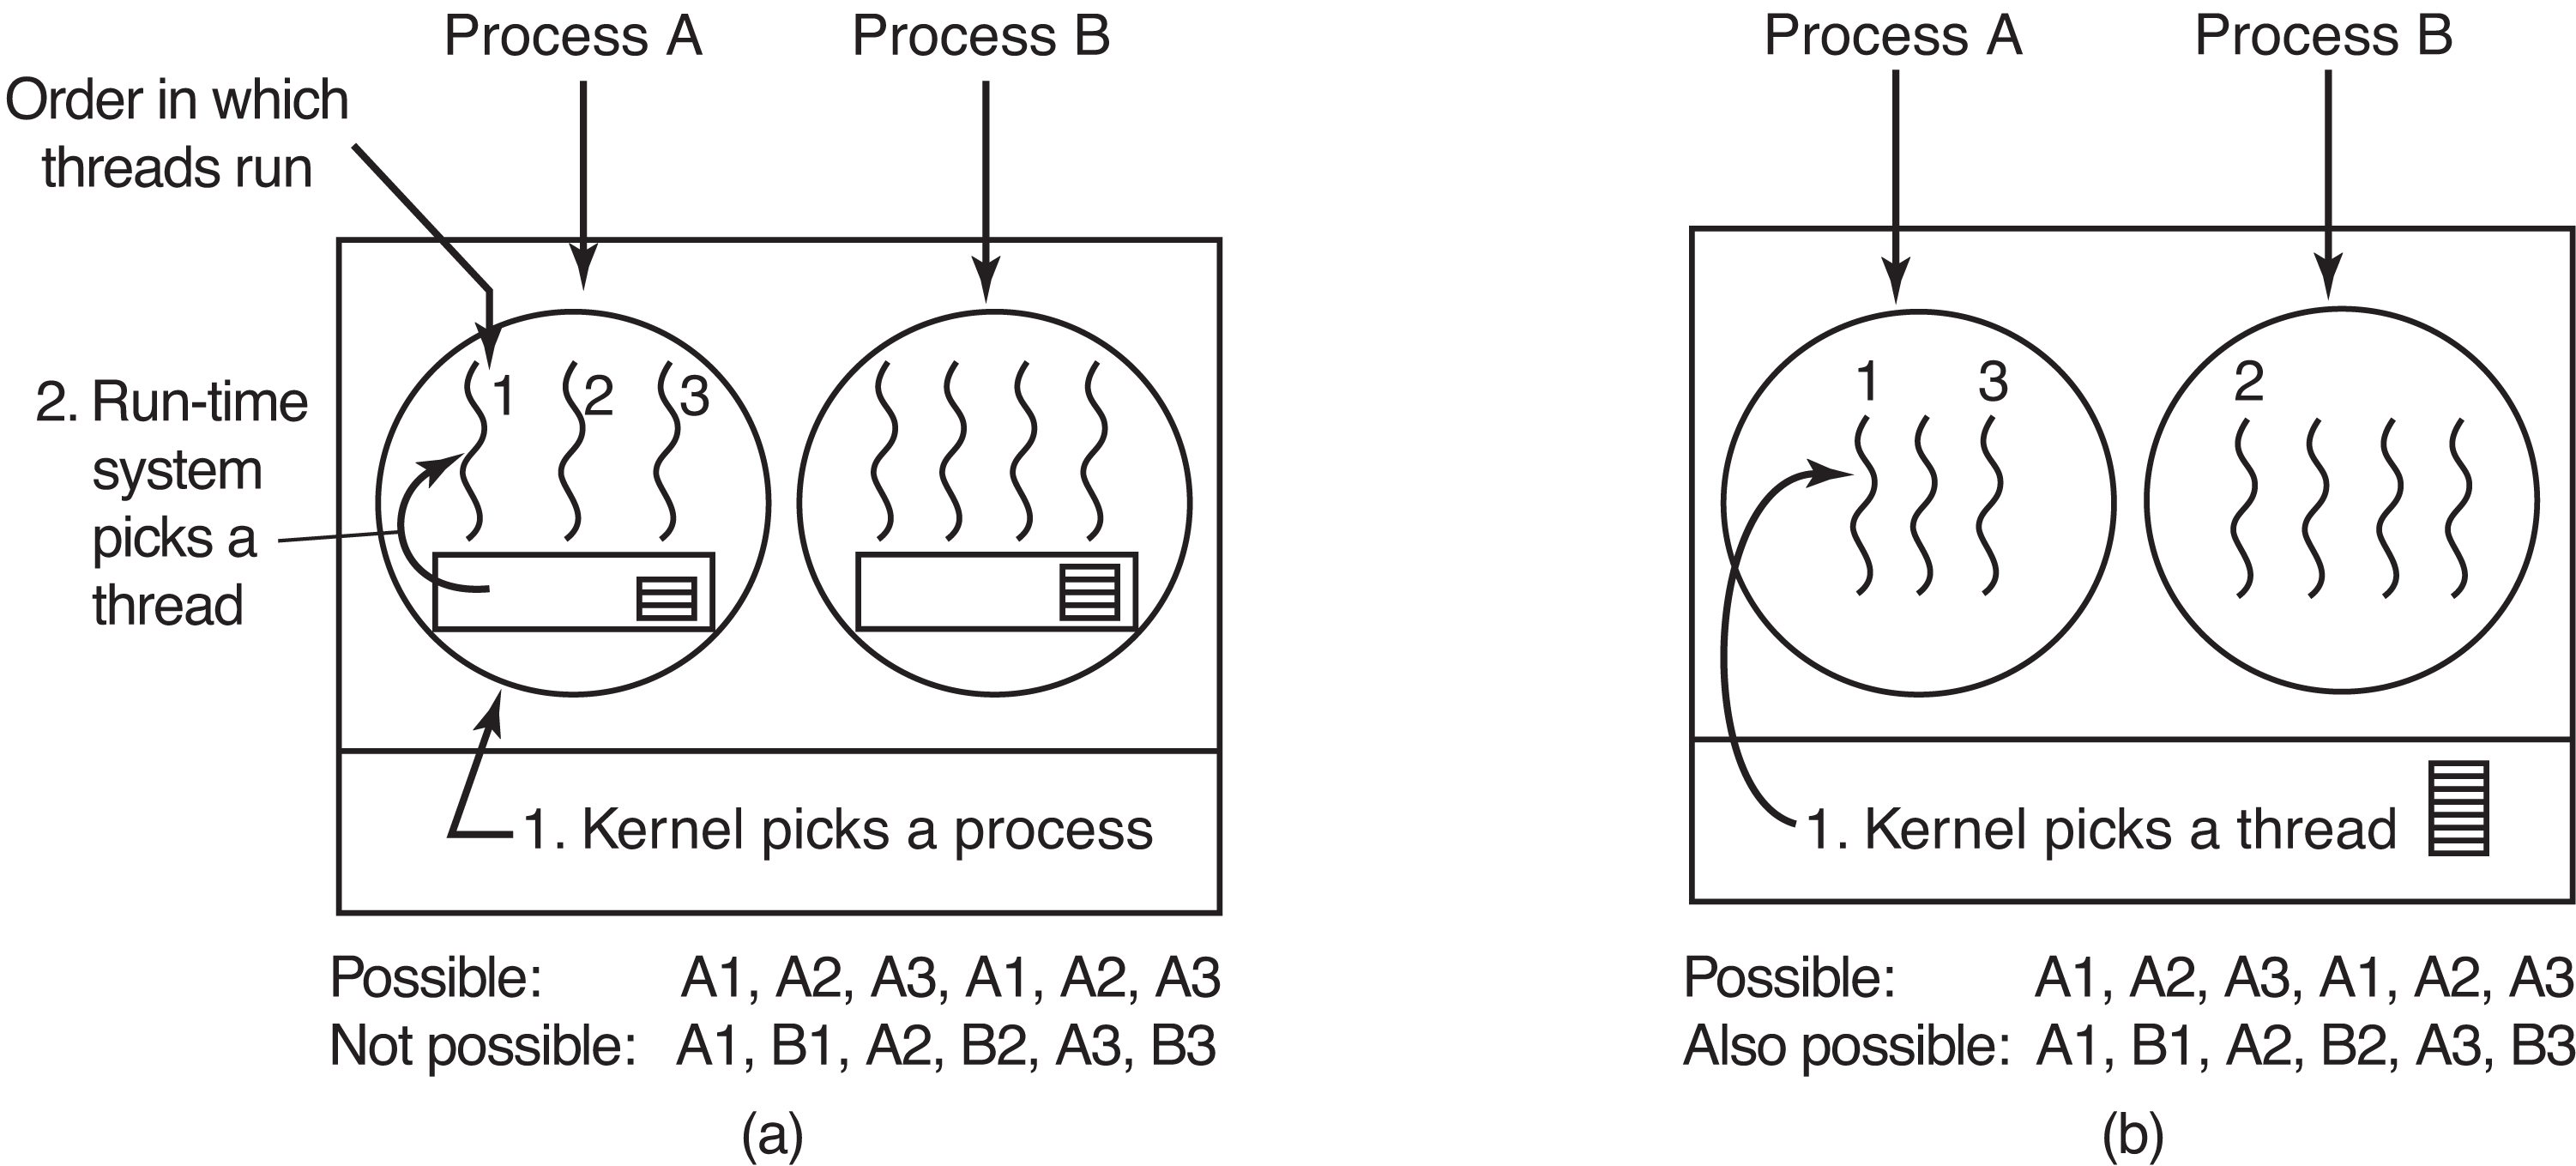 Process A
Process B
Order in which
threads run
1
2
3
2. Run-time
system
picks a
thread
1. Kernel picks a process
Possible: A1, A2, A3, A1, A2, A3
Not possible: A1, B1, A2, B2, A3, B3
(a)
Process A
Process B
1
3
2
1. Kernel picks a thread
Possible: A1, A2, A3, A1, A2, A3
Also possible: A1, B1, A2, B2, A3, B3
(b)